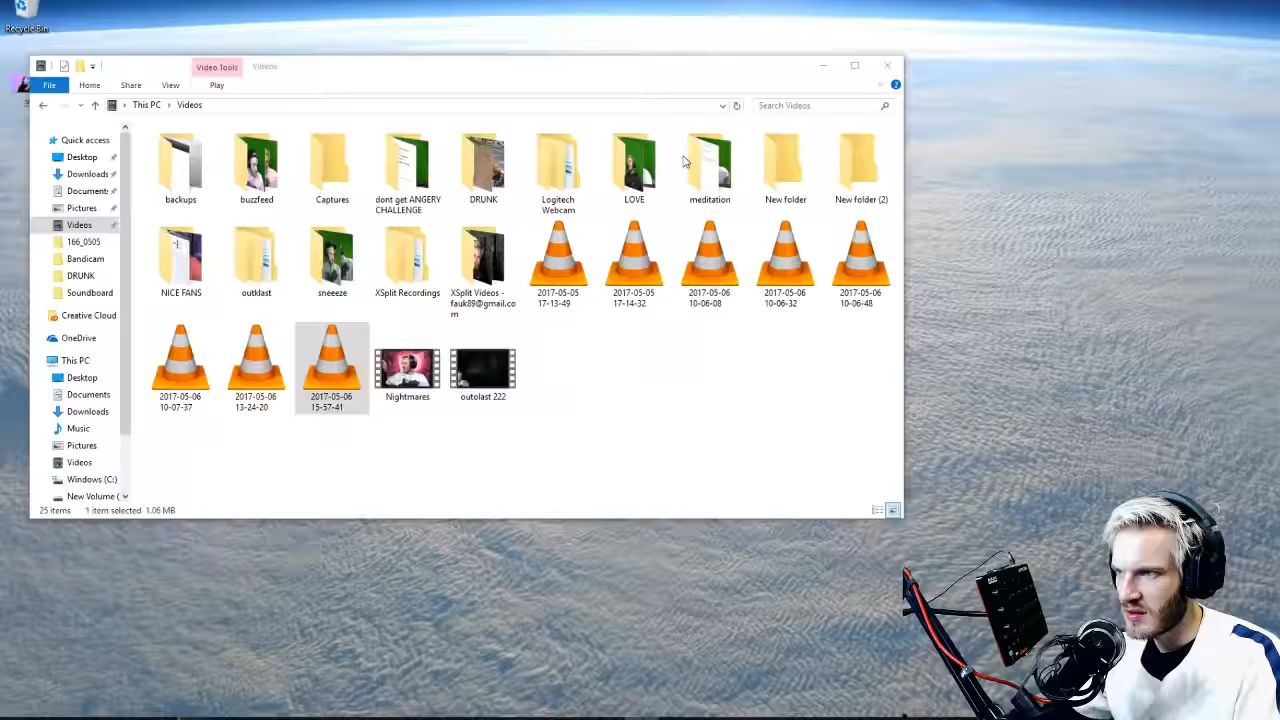 Recycle Bin
Video Tools
Videos
File
Home
Share
View
Play
This PC
Videos
Search Videos
Quick access
Desktop
Downloads
Documents
Pictures
Videos
166_0505
Bandicam
DRUNK
Soundboard
Creative Cloud
OneDrive
This PC
Desktop
Documents
Downloads
Music
Pictures
Videos
Windows (C:)
New Volume (
backups
buzzfeed
Captures
dont get ANGERY
CHALLENGE
DRUNK
Logitech
Webcam
LOVE
meditation
New folder
New folder (2)
NICE FANS
outklast
sneeeze
XSplit Recordings
XSplit Videos -
fauk89@gmail.co
m
2017-05-05
17-13-49
2017-05-05
17-14-32
2017-05-06
10-06-08
2017-05-06
10-06-32
2017-05-06
10-06-48
2017-05-06
10-07-37
2017-05-06
13-24-20
2017-05-06
15-57-41
Nightmares
outolast 222
25 items
1 item selected
1.06 MB